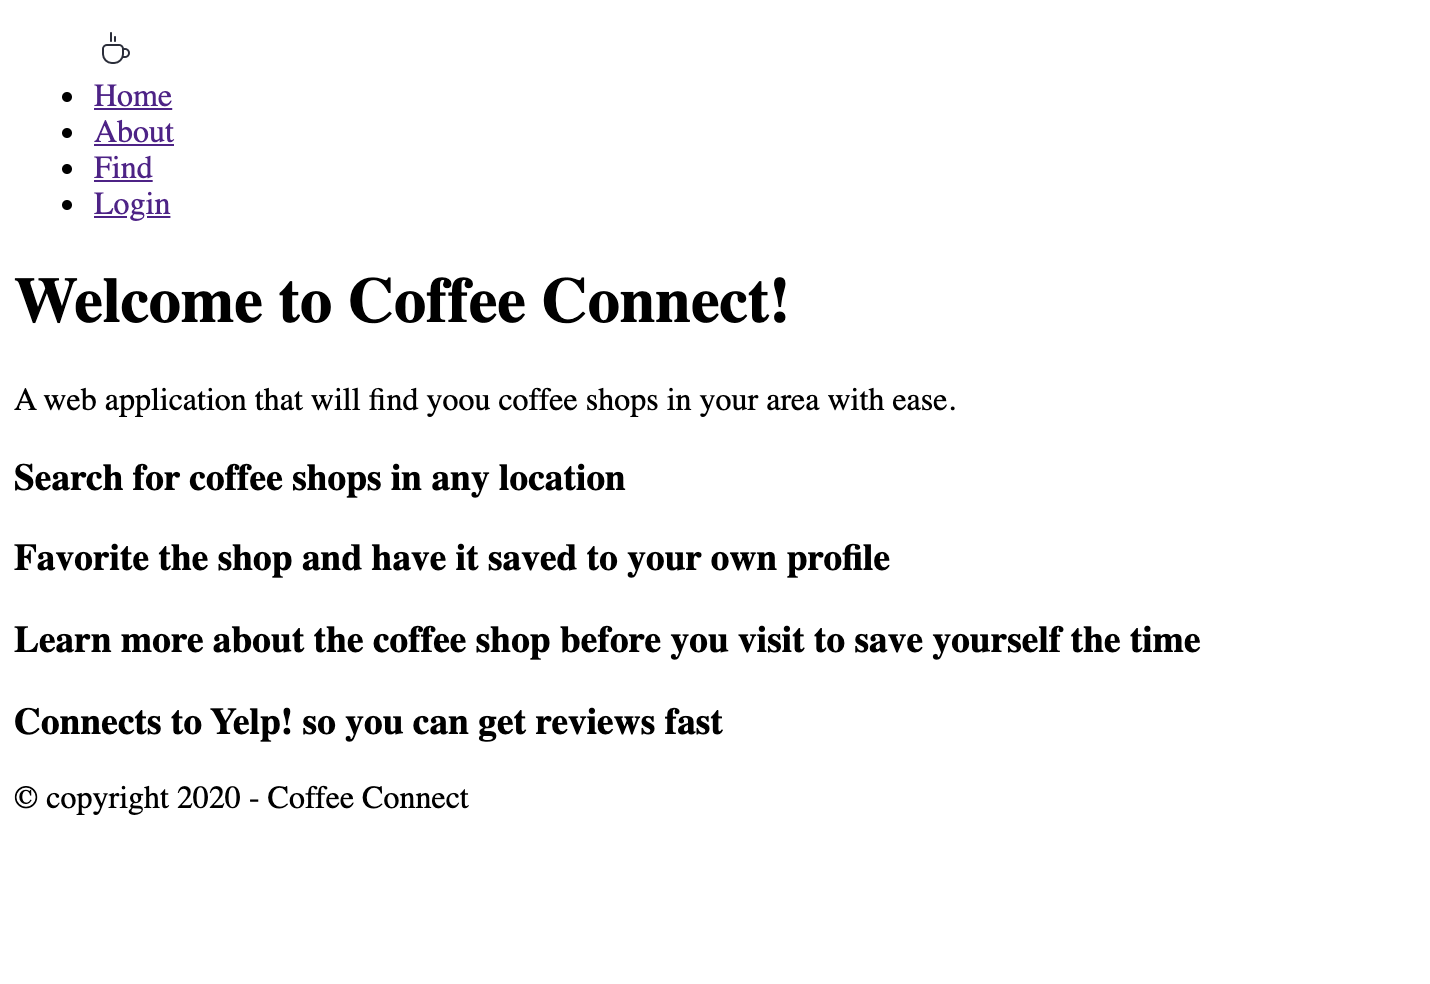 Home
About
Find
Login
Welcome to Coffee Connect!
A web application that will find yoou coffee shops in your area with ease.
Search for coffee shops in any location
Favorite the shop and have it saved to your own profile
Learn more about the coffee shop before you visit to save yourself the time
Connects to Yelp! so you can get reviews fast
© copyright 2020 - Coffee Connect